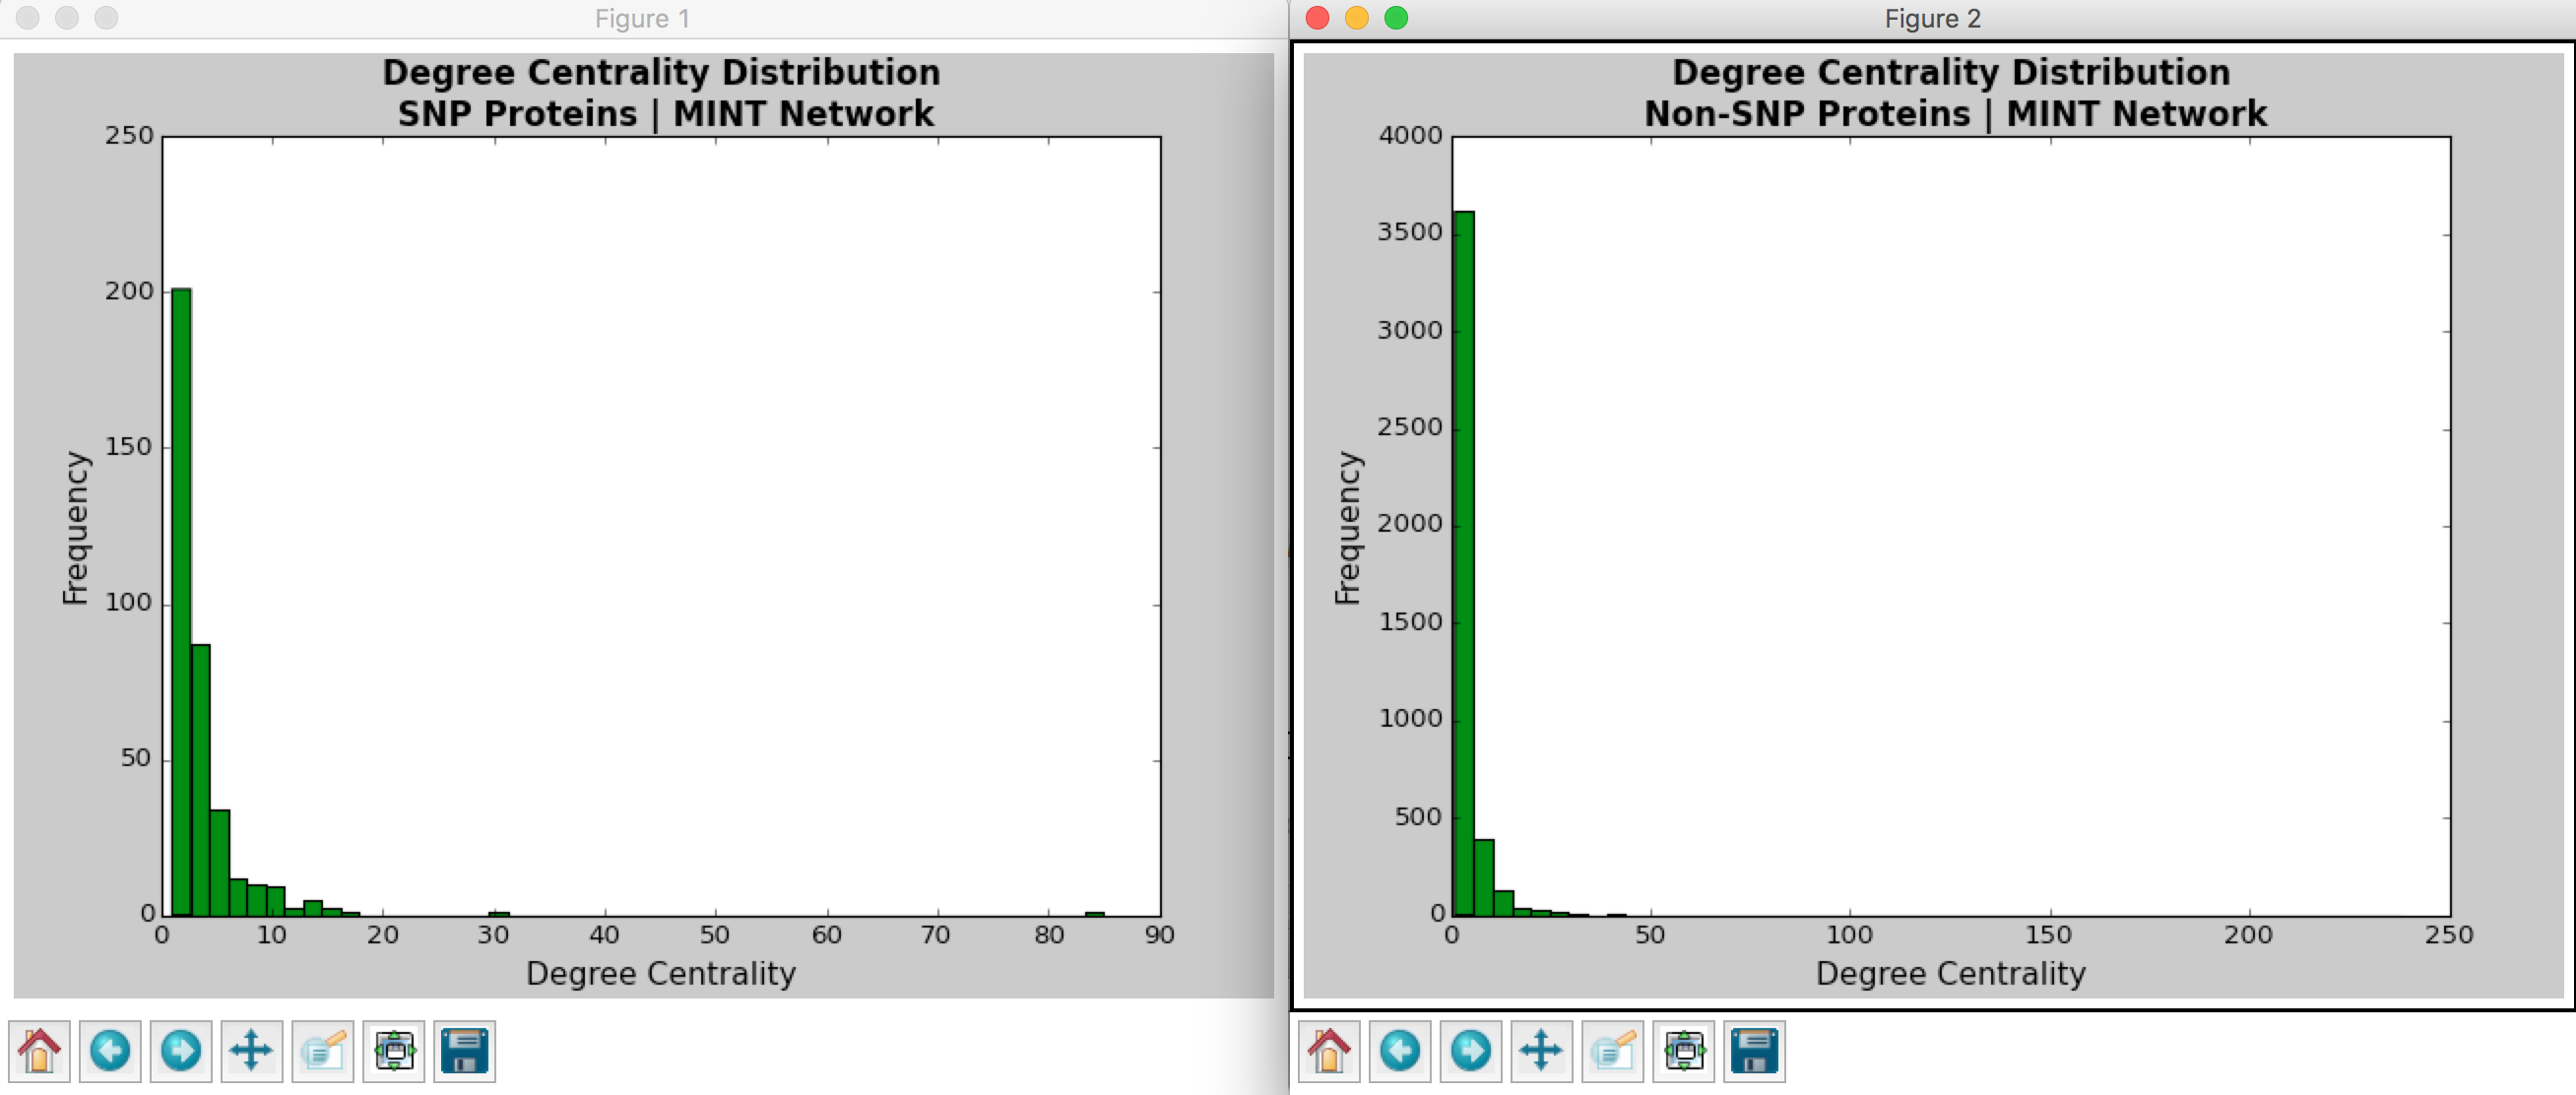 Figure 1
Degree Centrality Distribution
SNP Proteins | MINT Network
250
200
150
100
50
0
Frequency
0 10 20 30 40 50 60 70 80 90
Degree Centrality
Figure 2
Degree Centrality Distribution
Non-SNP Proteins | MINT Network
4000
3500
3000
2500
2000
1500
1000
500
0
Frequency
0 50 100 150 200 250
Degree Centrality